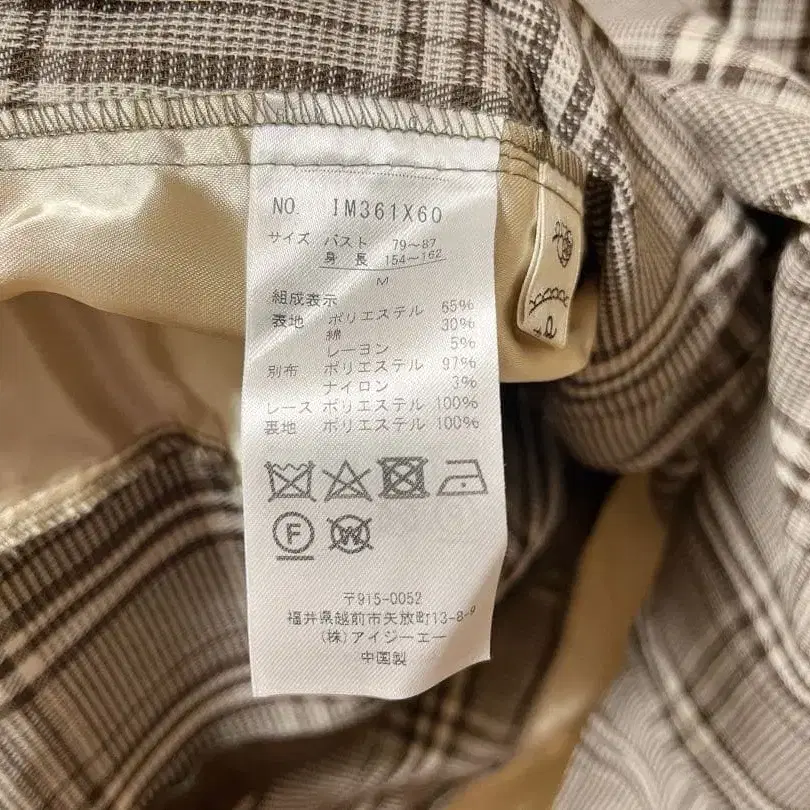 NO. IM361X60
サイズ バスト 79～87
身長 154～162
M
組成表示
表地 ポリエステル 65%
綿 30%
レーヨン 5%
別布 ポリエステル 97%
ナイロン 3%
レース ポリエステル 100%
裏地 ポリエステル 100%
F W
〒915-0052
福井県越前市矢放町13-8-9
(株)アイジーエー
中国製